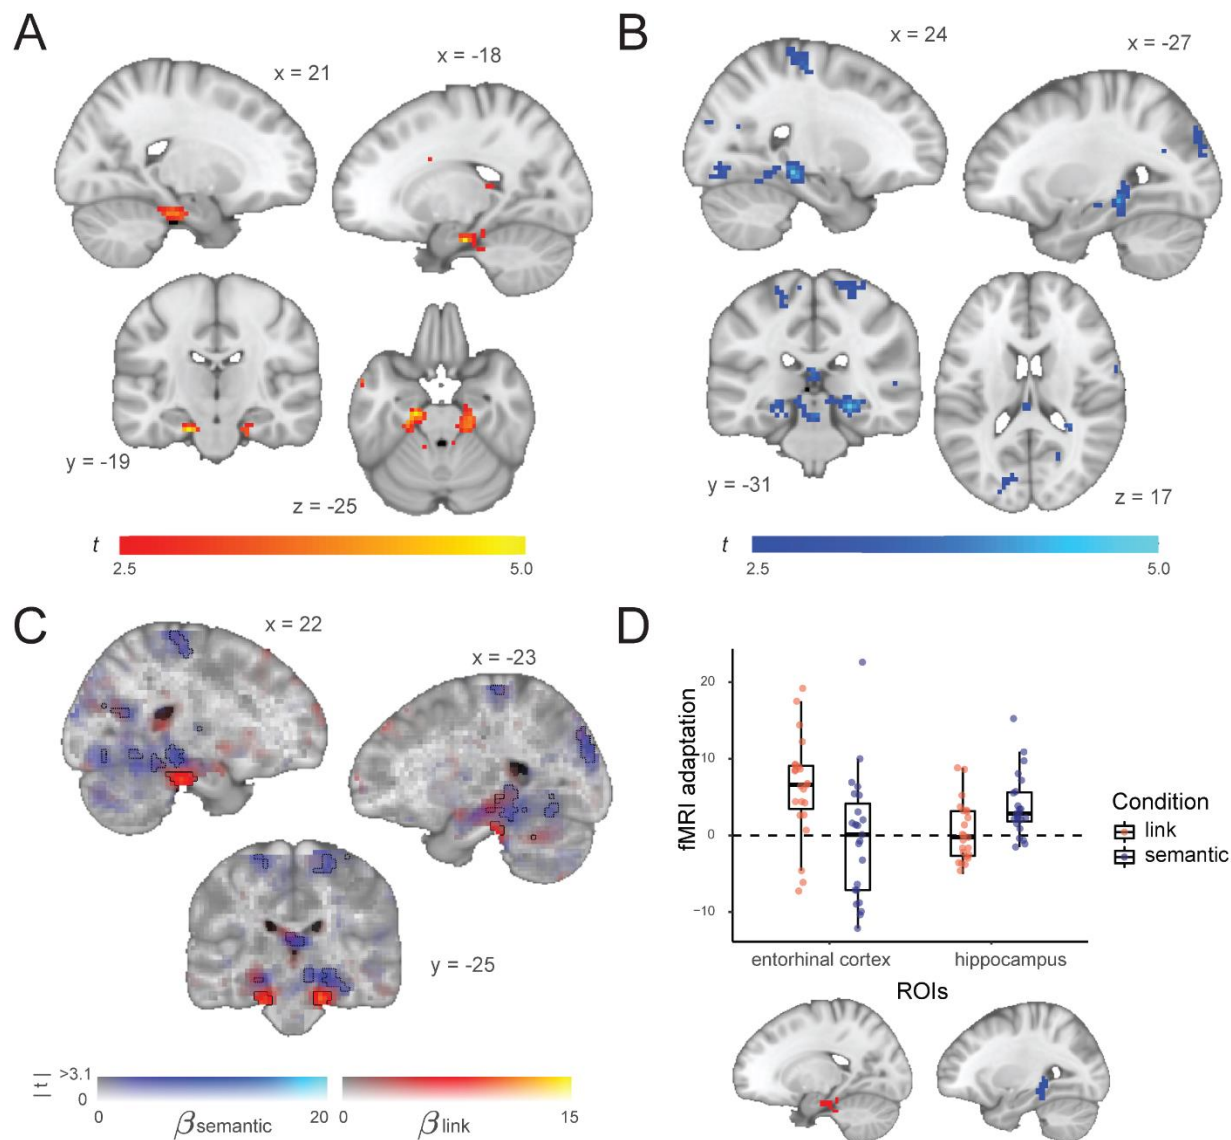 A
x = 21
x = -18
y = -19
z = -25
t
2.5
5.0
B
x = 24
x = -27
y = -31
z = 17
t
2.5
5.0
C
x = 22
x = -23
y = -25
| t |
>3.1
0
0
20
βsemantic
0
15
βlink
D
fMRI adaptation
20
10
0
−10
entorhinal cortex
hippocampus
ROIs
Condition
link
semantic